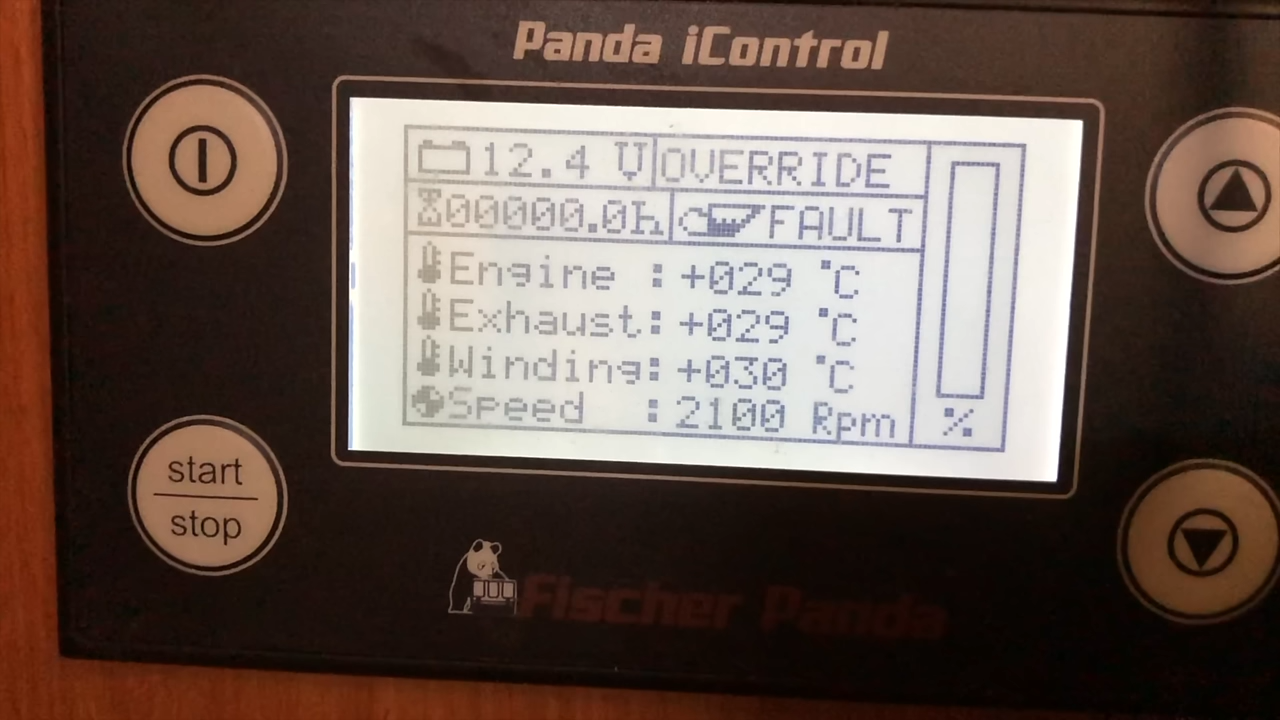 Panda iControl
12.4 V OVERRIDE
00000.0h FAULT
Engine : +029 °C
Exhaust: +029 °C
Winding: +030 °C
Speed : 2100 Rpm
%
start
stop
Fischer Panda